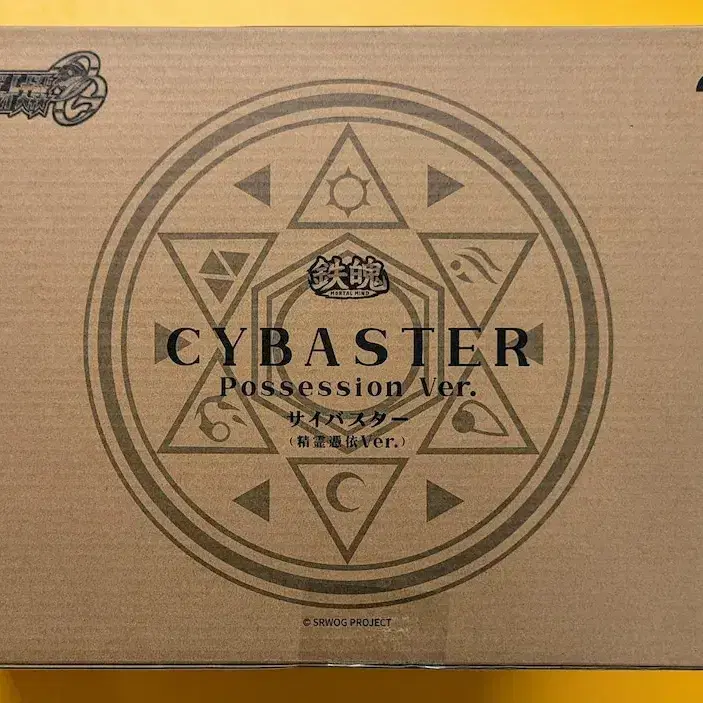 鉄魄
MORTAL MIND
CYBASTER
Possession Ver.
サイバスター
(精霊憑依Ver.)
© SRWOG PROJECT